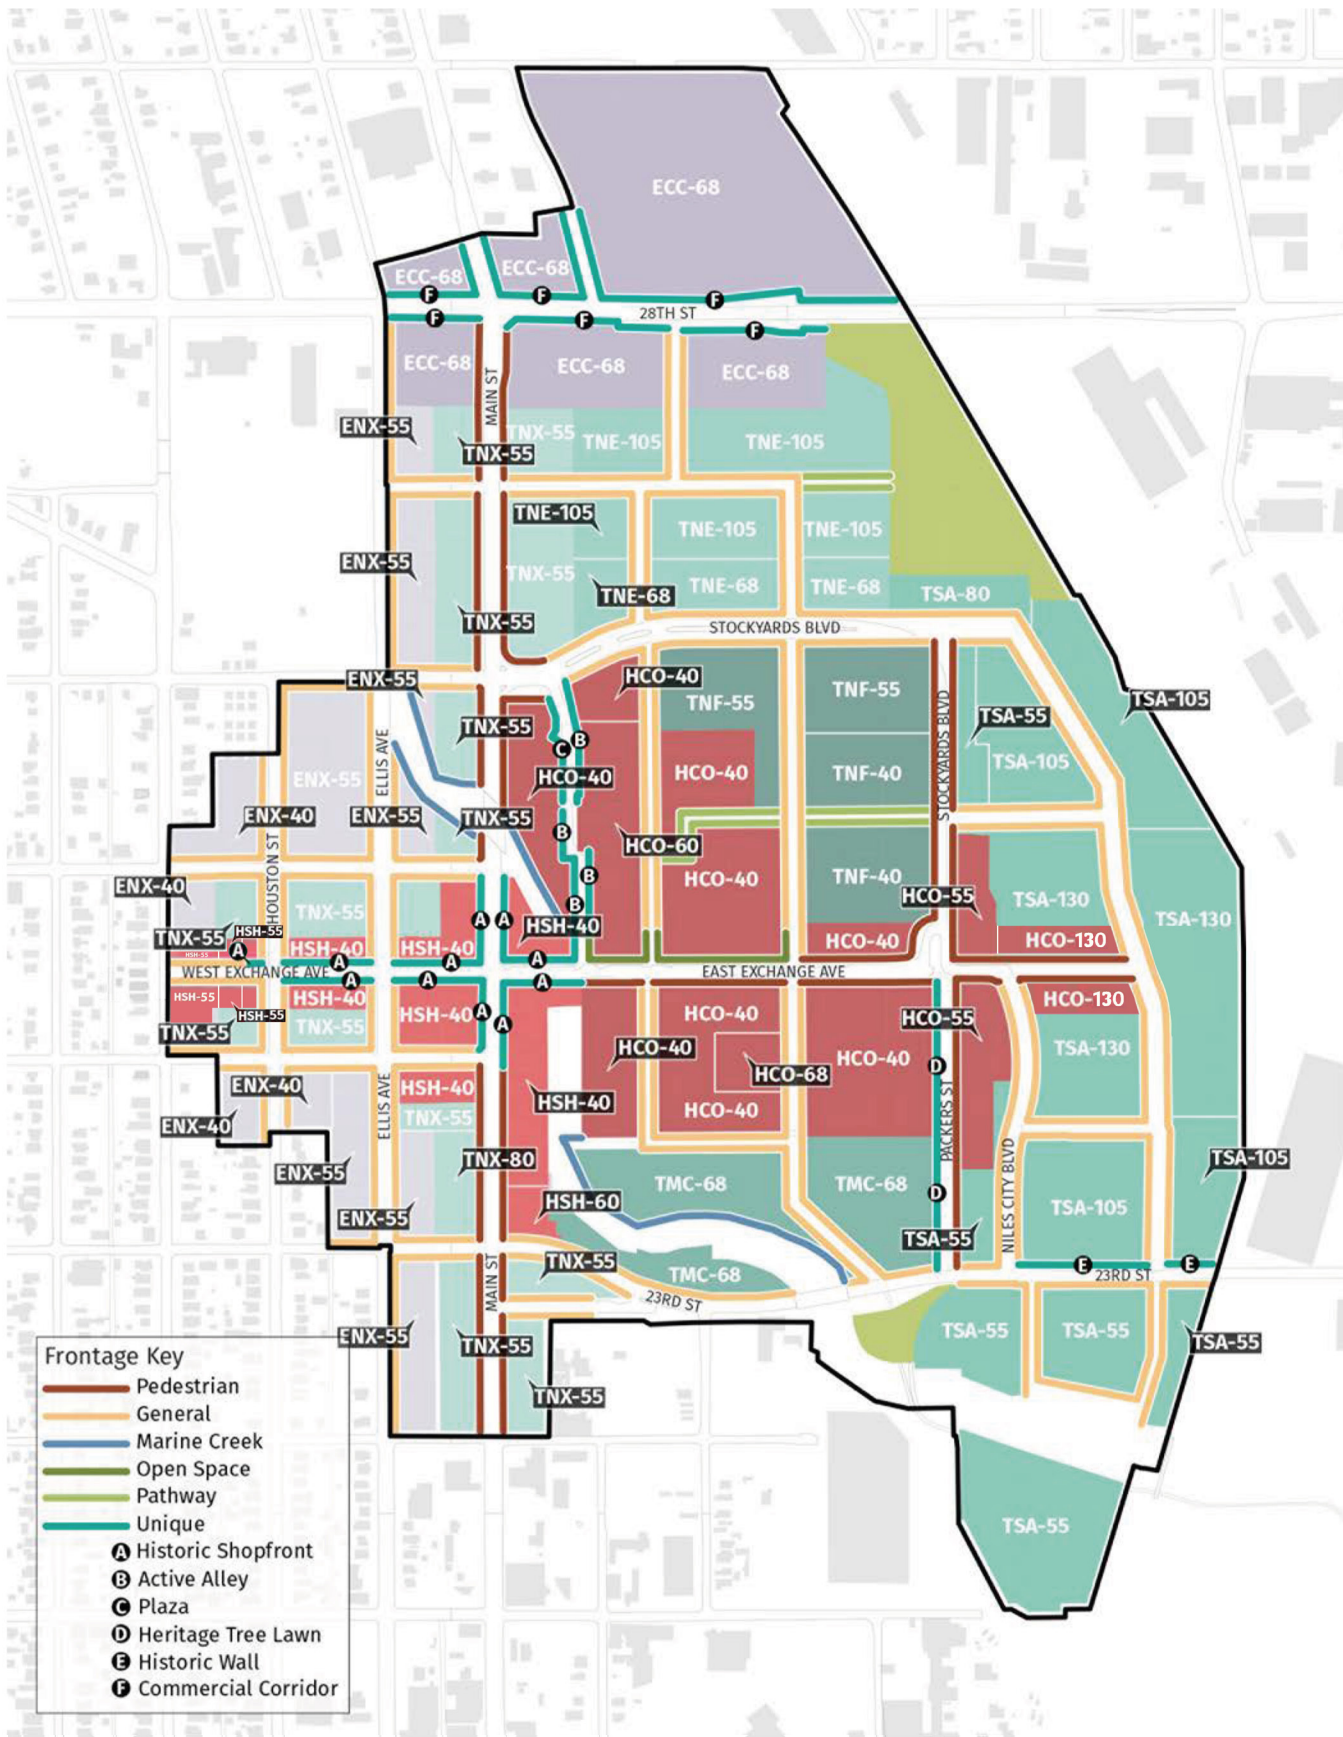 ECC-68
ECC-68
ECC-68
F
F
F
28TH ST
F
F
F
ECC-68
ECC-68
ECC-68
MAIN ST
ENX-55
TNX-55
TNX-55
TNE-105
TNE-105
TNE-105
TNE-105
TNE-105
ENX-55
TNX-55
TNE-68
TNE-68
TNE-68
TSA-80
TNX-55
STOCKYARDS BLVD
ENX-55
HCO-40
TNF-55
TNF-55
STOCKYARDS BLVD
TSA-55
TSA-105
TNX-55
B
C
ELLIS AVE
ENX-55
HCO-40
HCO-40
TNF-40
TSA-105
ENX-40
ENX-55
TNX-55
B
HCO-60
HOUSTON ST
ENX-40
B
HCO-40
TNF-40
HCO-55
TSA-130
TSA-130
TNX-55
A
A
B
HSH-40
TNX-55
HSH-55
A
HSH-40
HSH-40
HCO-40
HCO-130
HSH-55
A
A
A
WEST EXCHANGE AVE
EAST EXCHANGE AVE
A
A
A
HSH-55
HSH-55
HSH-40
HSH-40
A
A
HCO-40
HCO-55
HCO-130
TNX-55
TNX-55
HCO-40
HCO-68
HCO-40
TSA-130
D
ENX-40
HSH-40
HSH-40
HCO-40
PACKERS ST
ENX-40
ELLIS AVE
TNX-55
NILES CITY BLVD
TSA-105
ENX-55
TNX-80
TMC-68
TMC-68
D
HSH-60
TSA-105
ENX-55
TSA-55
MAIN ST
TNX-55
TMC-68
E
E
23RD ST
23RD ST
ENX-55
TNX-55
TSA-55
TSA-55
TSA-55
TNX-55
TSA-55
Frontage Key
Pedestrian
General
Marine Creek
Open Space
Pathway
Unique
A Historic Shopfront
B Active Alley
C Plaza
D Heritage Tree Lawn
E Historic Wall
F Commercial Corridor